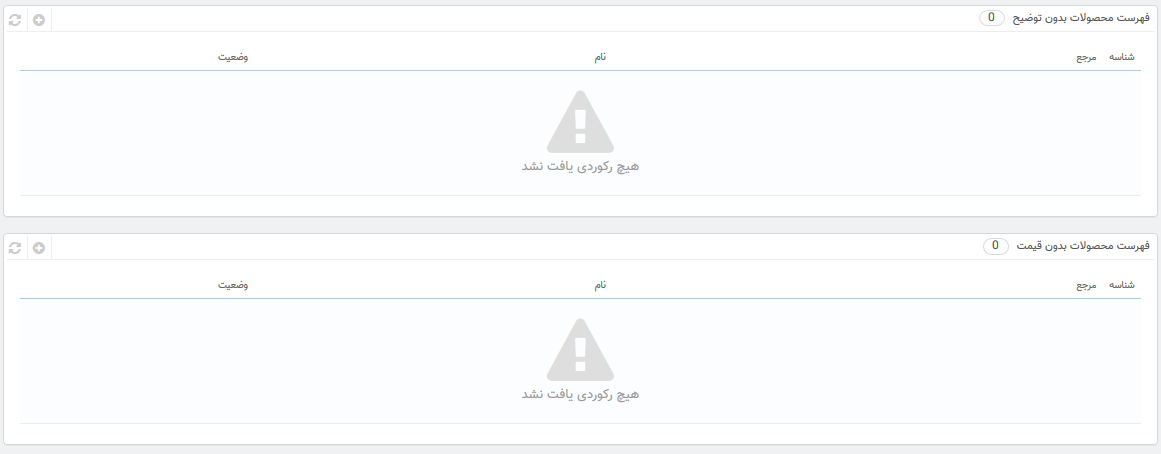 فهرست محصولات بدون توضیح 0
شناسه مرجع نام وضعیت
هیچ رکوردی یافت نشد
فهرست محصولات بدون قیمت 0
شناسه مرجع نام وضعیت
هیچ رکوردی یافت نشد